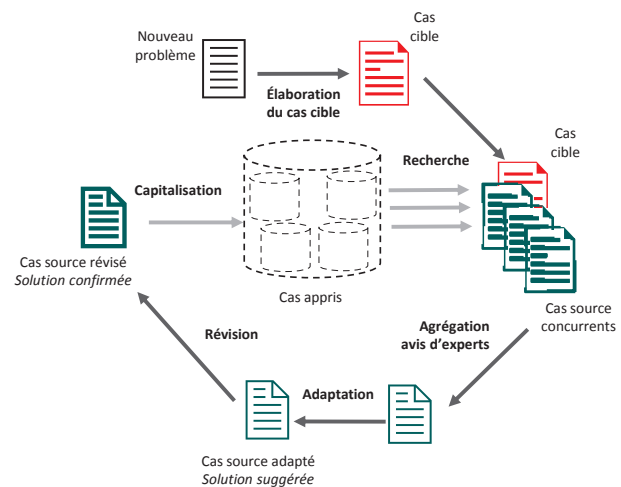 Nouveau
problème
Cas
cible
Élaboration
du cas cible
Cas
cible
Recherche
Capitalisation
Cas source révisé
Solution confirmée
Cas appris
Cas source
concurrents
Agrégation
avis d'experts
Révision
Adaptation
Cas source adapté
Solution suggérée